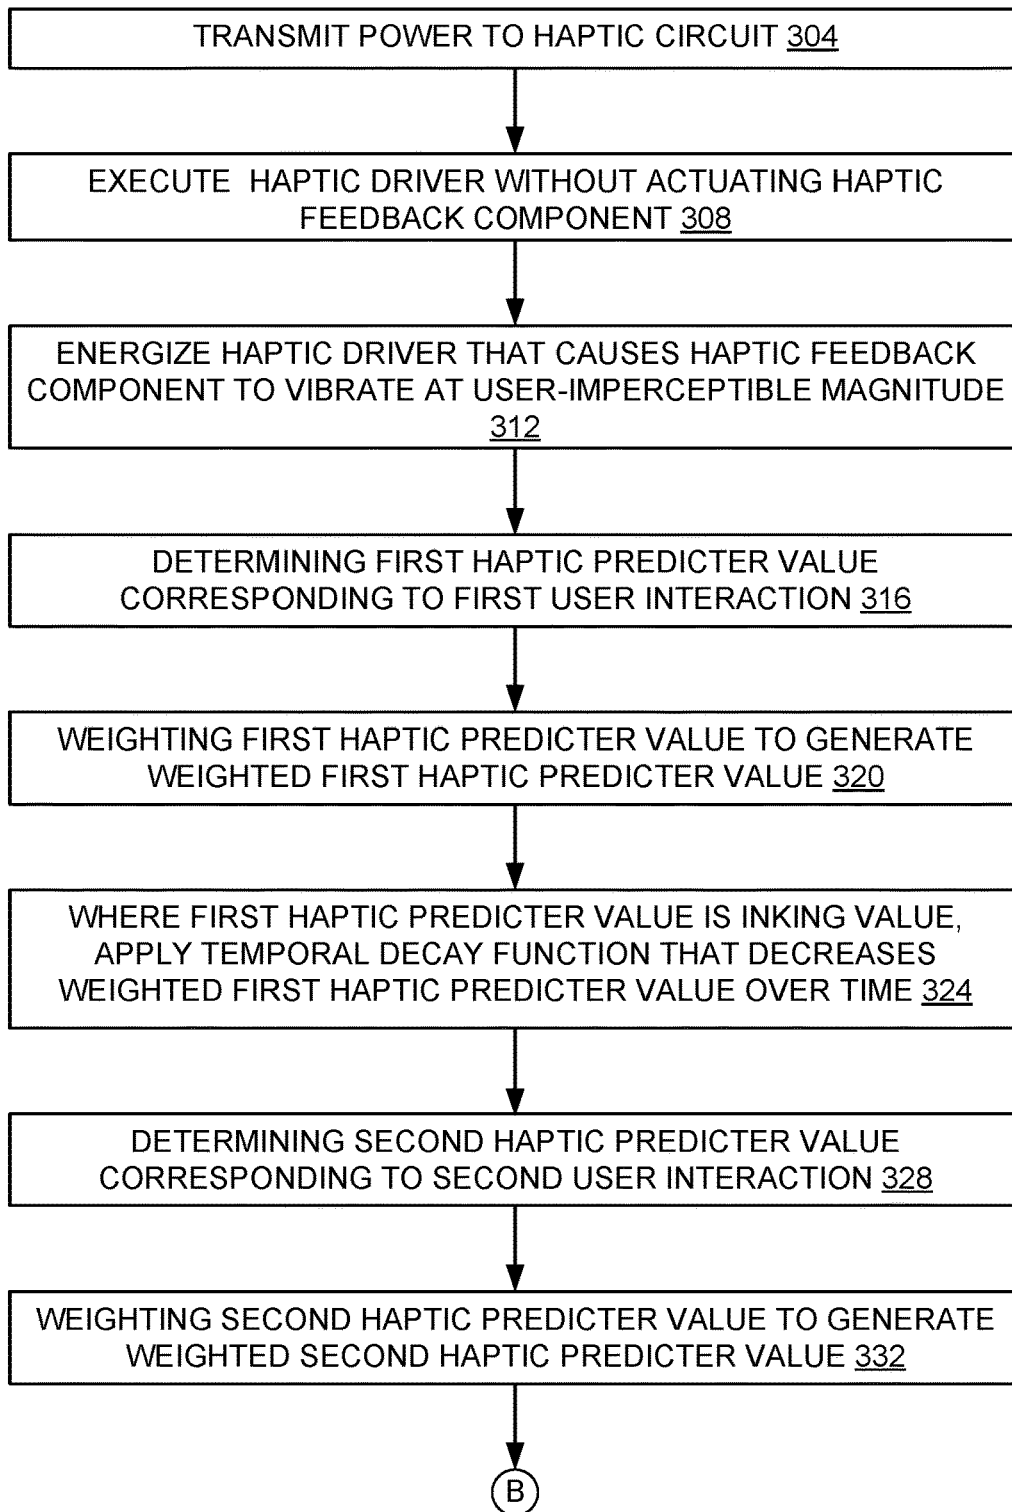 TRANSMIT POWER TO HAPTIC CIRCUIT 304
EXECUTE HAPTIC DRIVER WITHOUT ACTUATING HAPTIC
FEEDBACK COMPONENT 308
ENERGIZE HAPTIC DRIVER THAT CAUSES HAPTIC FEEDBACK
COMPONENT TO VIBRATE AT USER-IMPERCEPTIBLE MAGNITUDE
312
DETERMINING FIRST HAPTIC PREDICTER VALUE
CORRESPONDING TO FIRST USER INTERACTION 316
WEIGHTING FIRST HAPTIC PREDICTER VALUE TO GENERATE
WEIGHTED FIRST HAPTIC PREDICTER VALUE 320
WHERE FIRST HAPTIC PREDICTER VALUE IS INKING VALUE,
APPLY TEMPORAL DECAY FUNCTION THAT DECREASES
WEIGHTED FIRST HAPTIC PREDICTER VALUE OVER TIME 324
DETERMINING SECOND HAPTIC PREDICTER VALUE
CORRESPONDING TO SECOND USER INTERACTION 328
WEIGHTING SECOND HAPTIC PREDICTER VALUE TO GENERATE
WEIGHTED SECOND HAPTIC PREDICTER VALUE 332
B